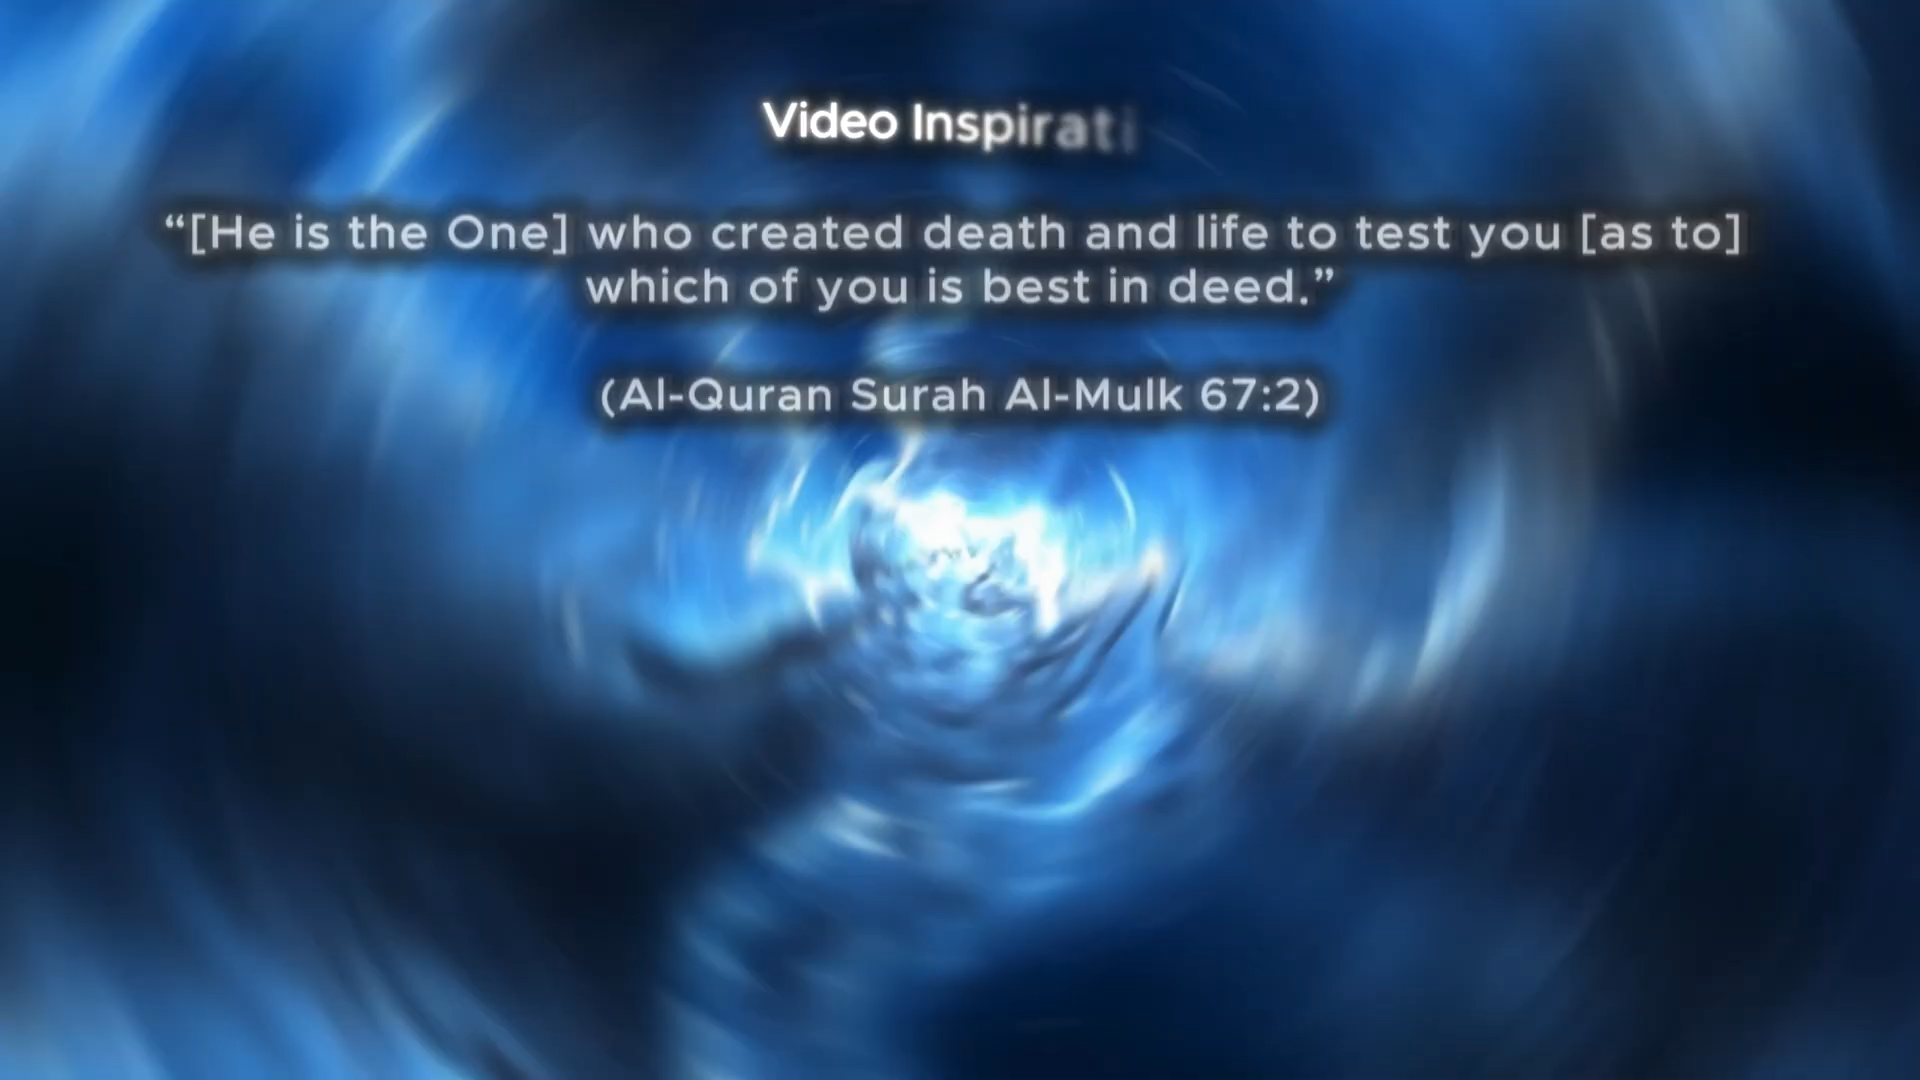 Video Inspirati
“[He is the One] who created death and life to test you [as to]
which of you is best in deed.”
(Al-Quran Surah Al-Mulk 67:2)